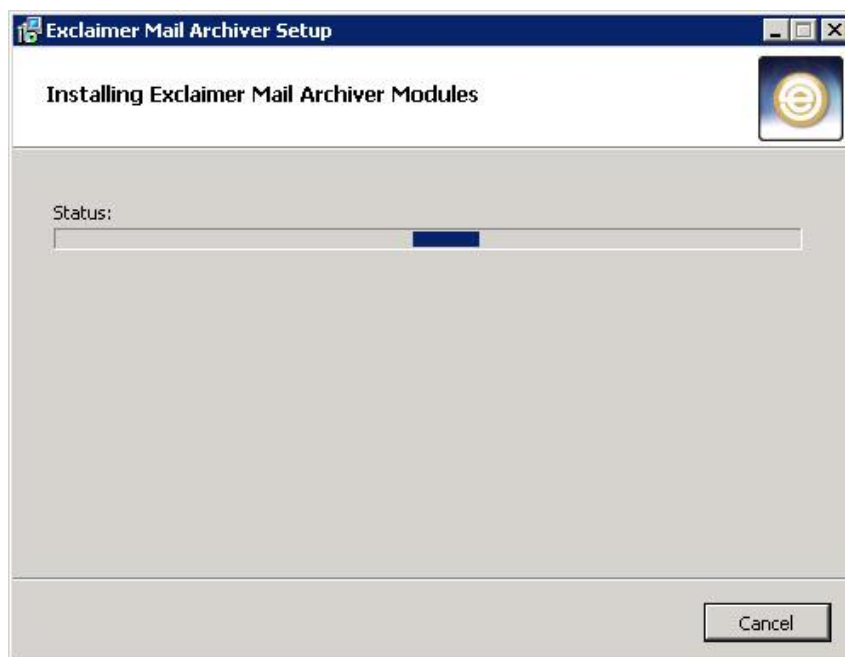 Exclaimer Mail Archiver Setup
Installing Exclaimer Mail Archiver Modules
Status:
Cancel